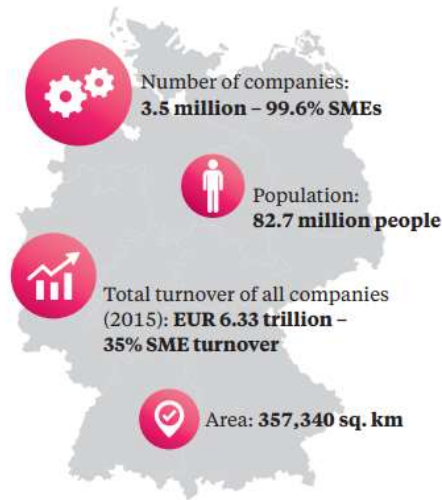 Number of companies:
3.5 million – 99.6% SMEs
Population:
82.7 million people
Total turnover of all companies
(2015): EUR 6.33 trillion –
35% SME turnover
Area: 357,340 sq. km